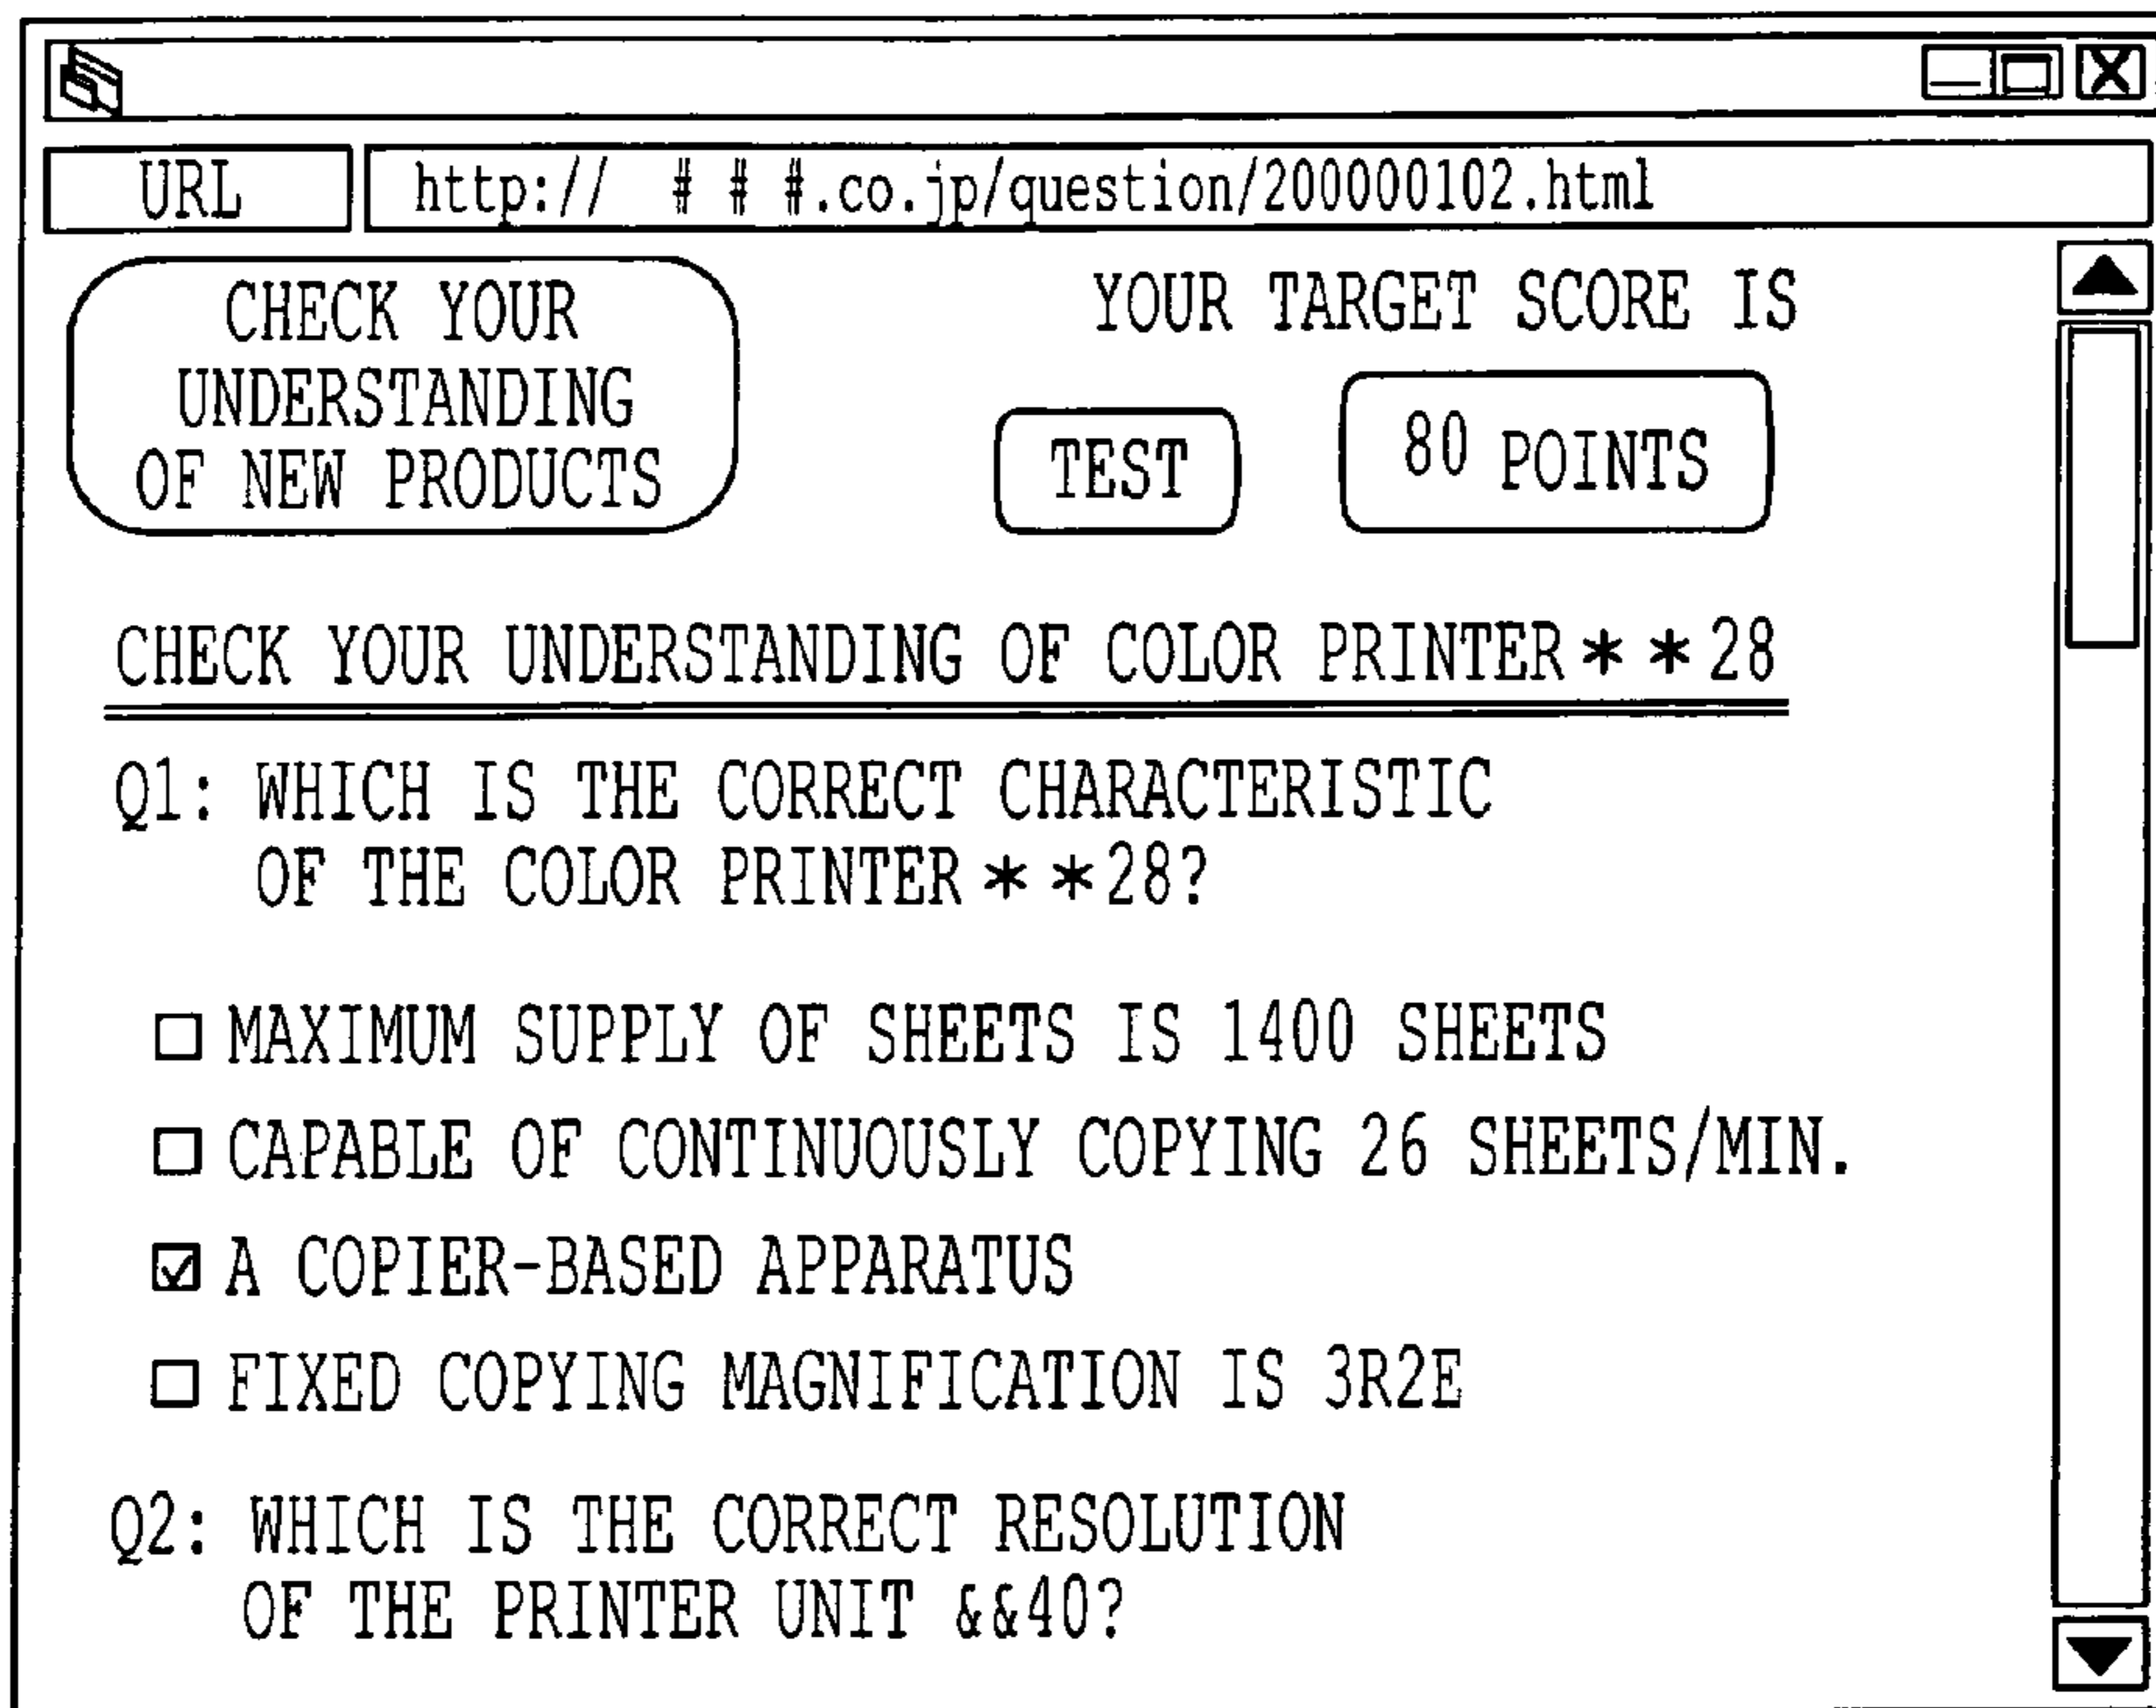 URL http:// # # #.co.jp/question/200000102.html
CHECK YOUR
UNDERSTANDING
OF NEW PRODUCTS
YOUR TARGET SCORE IS
TEST
80 POINTS
CHECK YOUR UNDERSTANDING OF COLOR PRINTER * * 28
Q1: WHICH IS THE CORRECT CHARACTERISTIC
OF THE COLOR PRINTER * * 28?
MAXIMUM SUPPLY OF SHEETS IS 1400 SHEETS
CAPABLE OF CONTINUOUSLY COPYING 26 SHEETS/MIN.
A COPIER-BASED APPARATUS
FIXED COPYING MAGNIFICATION IS 3R2E
Q2: WHICH IS THE CORRECT RESOLUTION
OF THE PRINTER UNIT &&40?